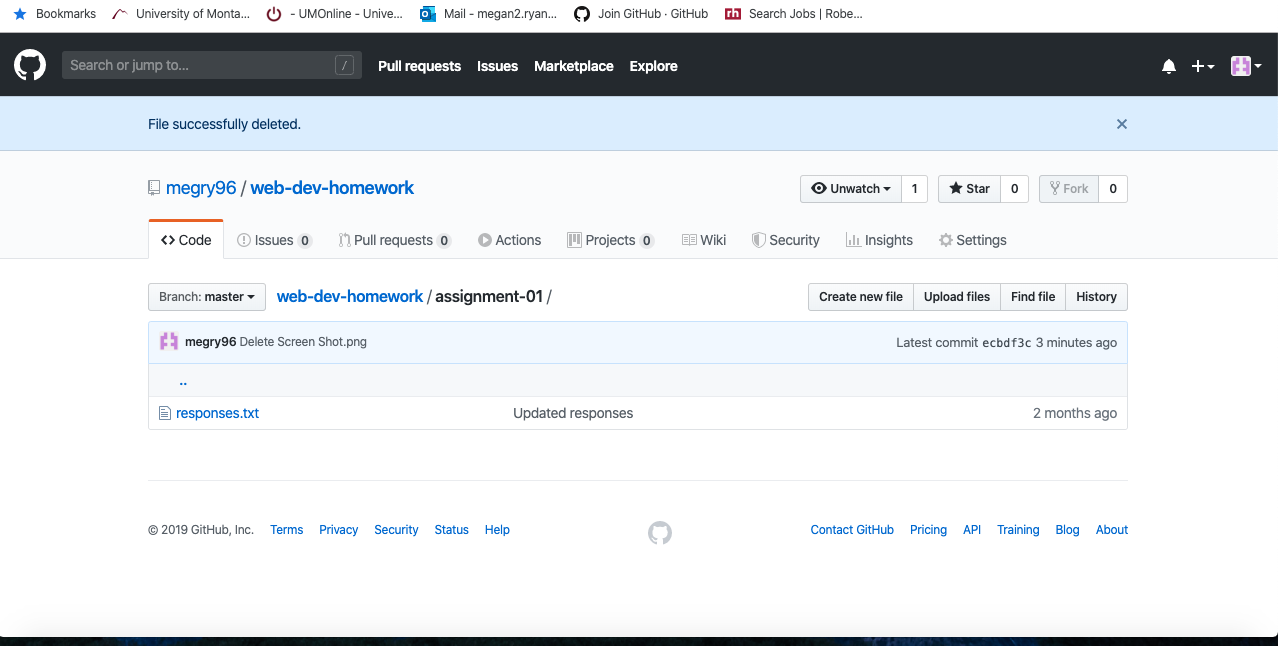 Bookmarks University of Monta... - UMOnline - Unive... Mail - megan2.ryan... Join GitHub · GitHub rh Search Jobs | Robe...
Search or jump to... / Pull requests Issues Marketplace Explore
File successfully deleted.
megry96 / web-dev-homework Unwatch 1 Star 0 Fork 0
Code Issues 0 Pull requests 0 Actions Projects 0 Wiki Security Insights Settings
Branch: master web-dev-homework / assignment-01 / Create new file Upload files Find file History
megry96 Delete Screen Shot.png Latest commit ecbdf3c 3 minutes ago
..
responses.txt Updated responses 2 months ago
© 2019 GitHub, Inc. Terms Privacy Security Status Help Contact GitHub Pricing API Training Blog About